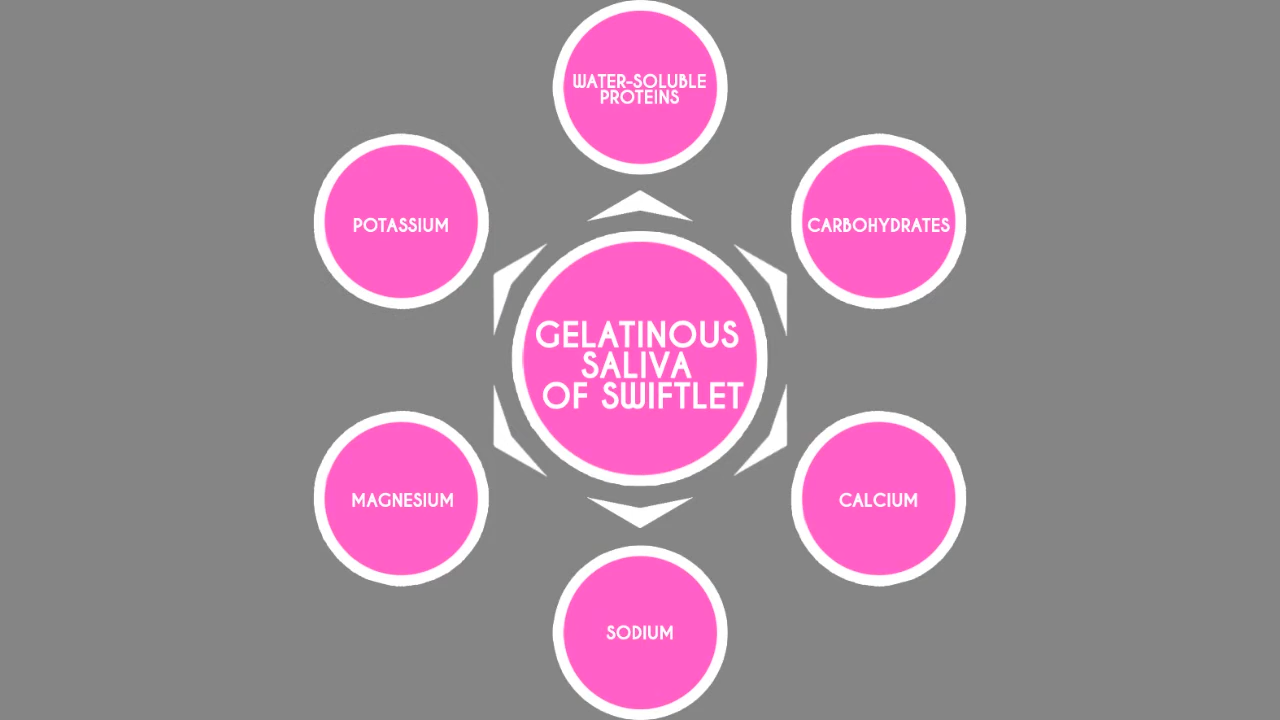 WATER-SOLUBLE
PROTEINS
POTASSIUM
CARBOHYDRATES
GELATINOUS
SALIVA
OF SWIFTLET
MAGNESIUM
CALCIUM
SODIUM